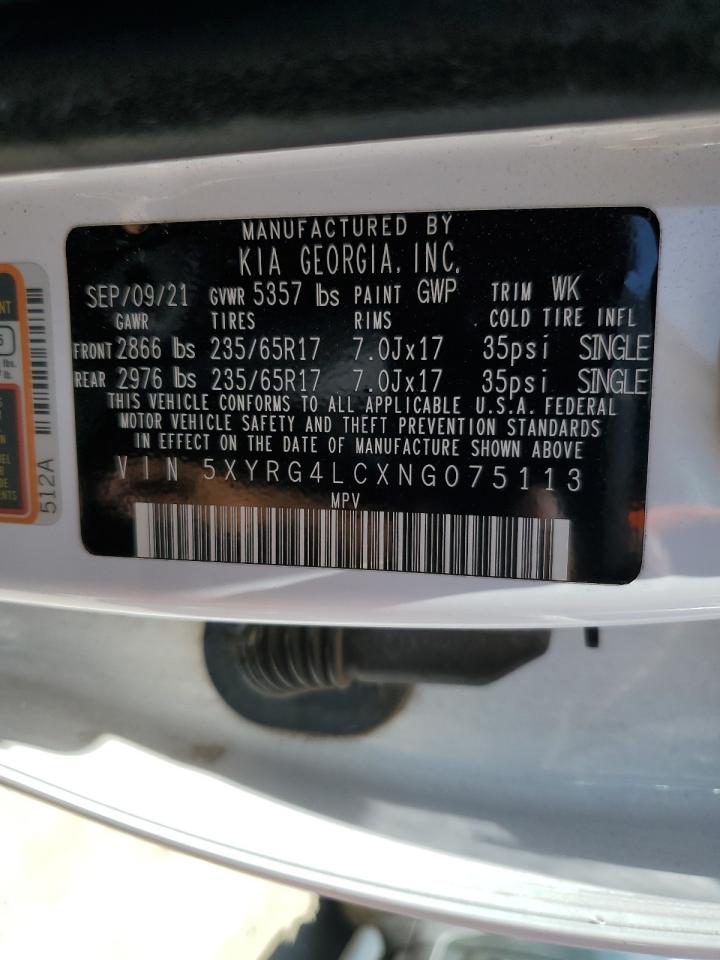 MANUFACTURED BY
KIA GEORGIA, INC.
SEP/09/21 GVWR 5357 lbs PAINT GWP TRIM WK
GAWR TIRES RIMS COLD TIRE INFL
FRONT 2866 lbs 235/65R17 7.0Jx17 35psi SINGLE
REAR 2976 lbs 235/65R17 7.0Jx17 35psi SINGLE
THIS VEHICLE CONFORMS TO ALL APPLICABLE U.S.A. FEDERAL
MOTOR VEHICLE SAFETY AND THEFT PREVENTION STANDARDS
IN EFFECT ON THE DATE OF MANUFACTURE SHOWN ABOVE
VIN 5XYRG4LCXNG075113
MPV
512A